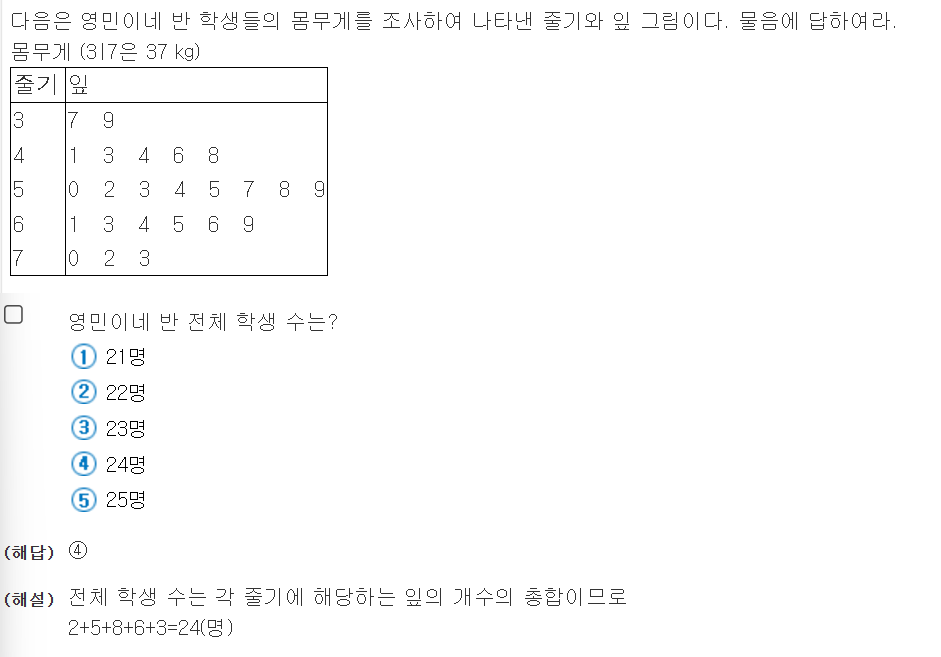 다음은 영민이네 반 학생들의 몸무게를 조사하여 나타낸 줄기와 잎 그림이다. 물음에 답하여라.
몸무게 (3|7은 37 kg)
줄기 잎
3 7 9
4 1 3 4 6 8
5 0 2 3 4 5 7 8 9
6 1 3 4 5 6 9
7 0 2 3
영민이네 반 전체 학생 수는?
① 21명
② 22명
③ 23명
④ 24명
⑤ 25명
(해답) ④
(해설) 전체 학생 수는 각 줄기에 해당하는 잎의 개수의 총합이므로
2+5+8+6+3=24(명)